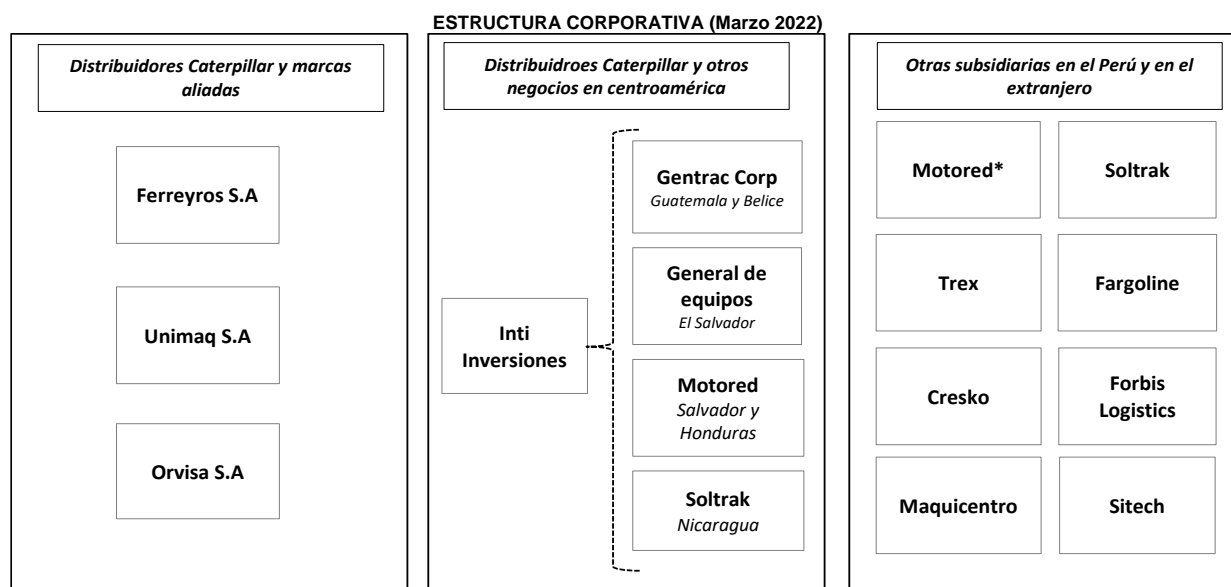 ESTRUCTURA CORPORATIVA (Marzo 2022)
Distribuidores Caterpillar y marcas
aliadas
Ferreyros S.A
Unimaq S.A
Orvisa S.A
Distribuidroes Caterpillar y otros
negocios en centroamérica
Inti
Inversiones
Gentrac Corp
Guatemala y Belice
General de
equipos
El Salvador
Motored
Salvador y
Honduras
Soltrak
Nicaragua
Otras subsidiarias en el Perú y en el
extranjero
Motored*
Soltrak
Trex
Fargoline
Cresko
Forbis
Logistics
Maquicentro
Sitech